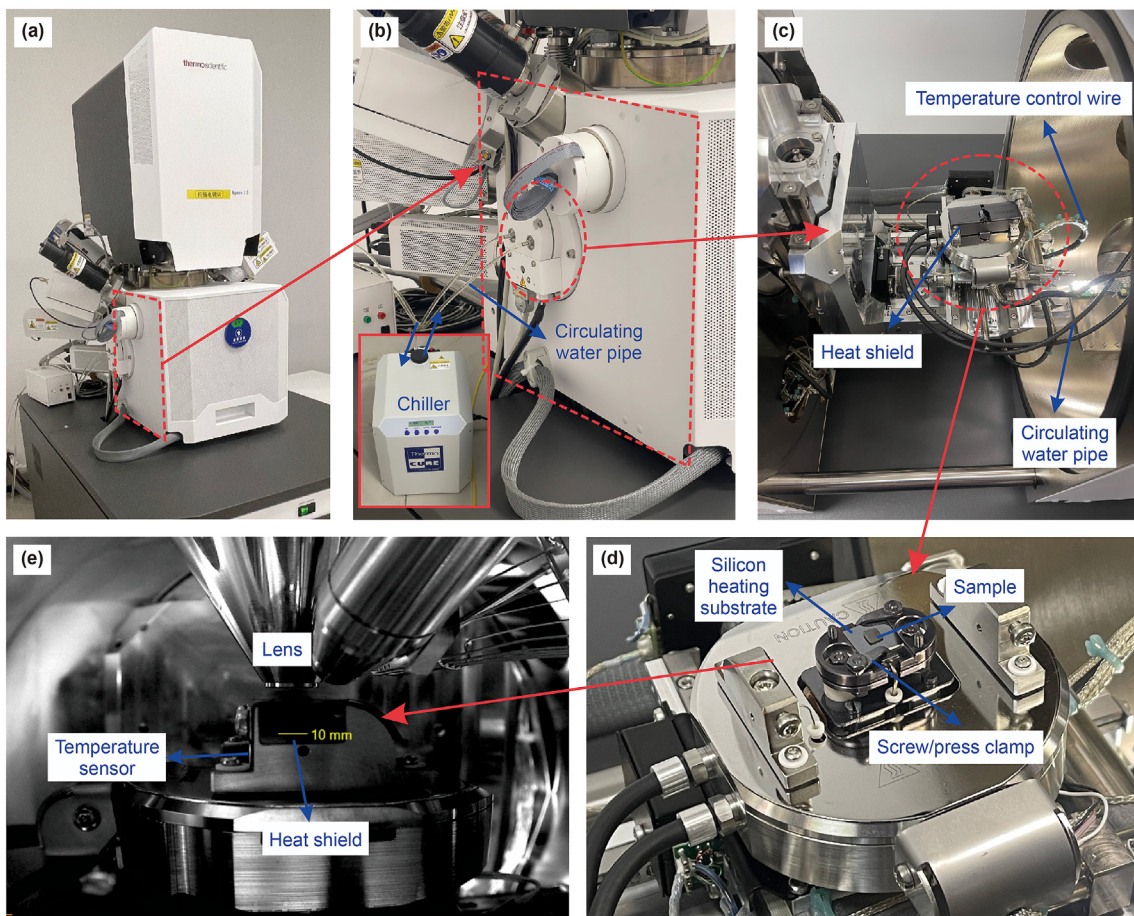 (a)
thermoscientific
(b)
Circulating
water pipe
Chiller
Thermo
CUBE
(c)
Temperature control wire
Heat shield
Circulating
water pipe
(e)
Lens
10 mm
Temperature
sensor
Heat shield
(d)
Silicon
heating
substrate
Sample
CAUTION
Screw/press clamp